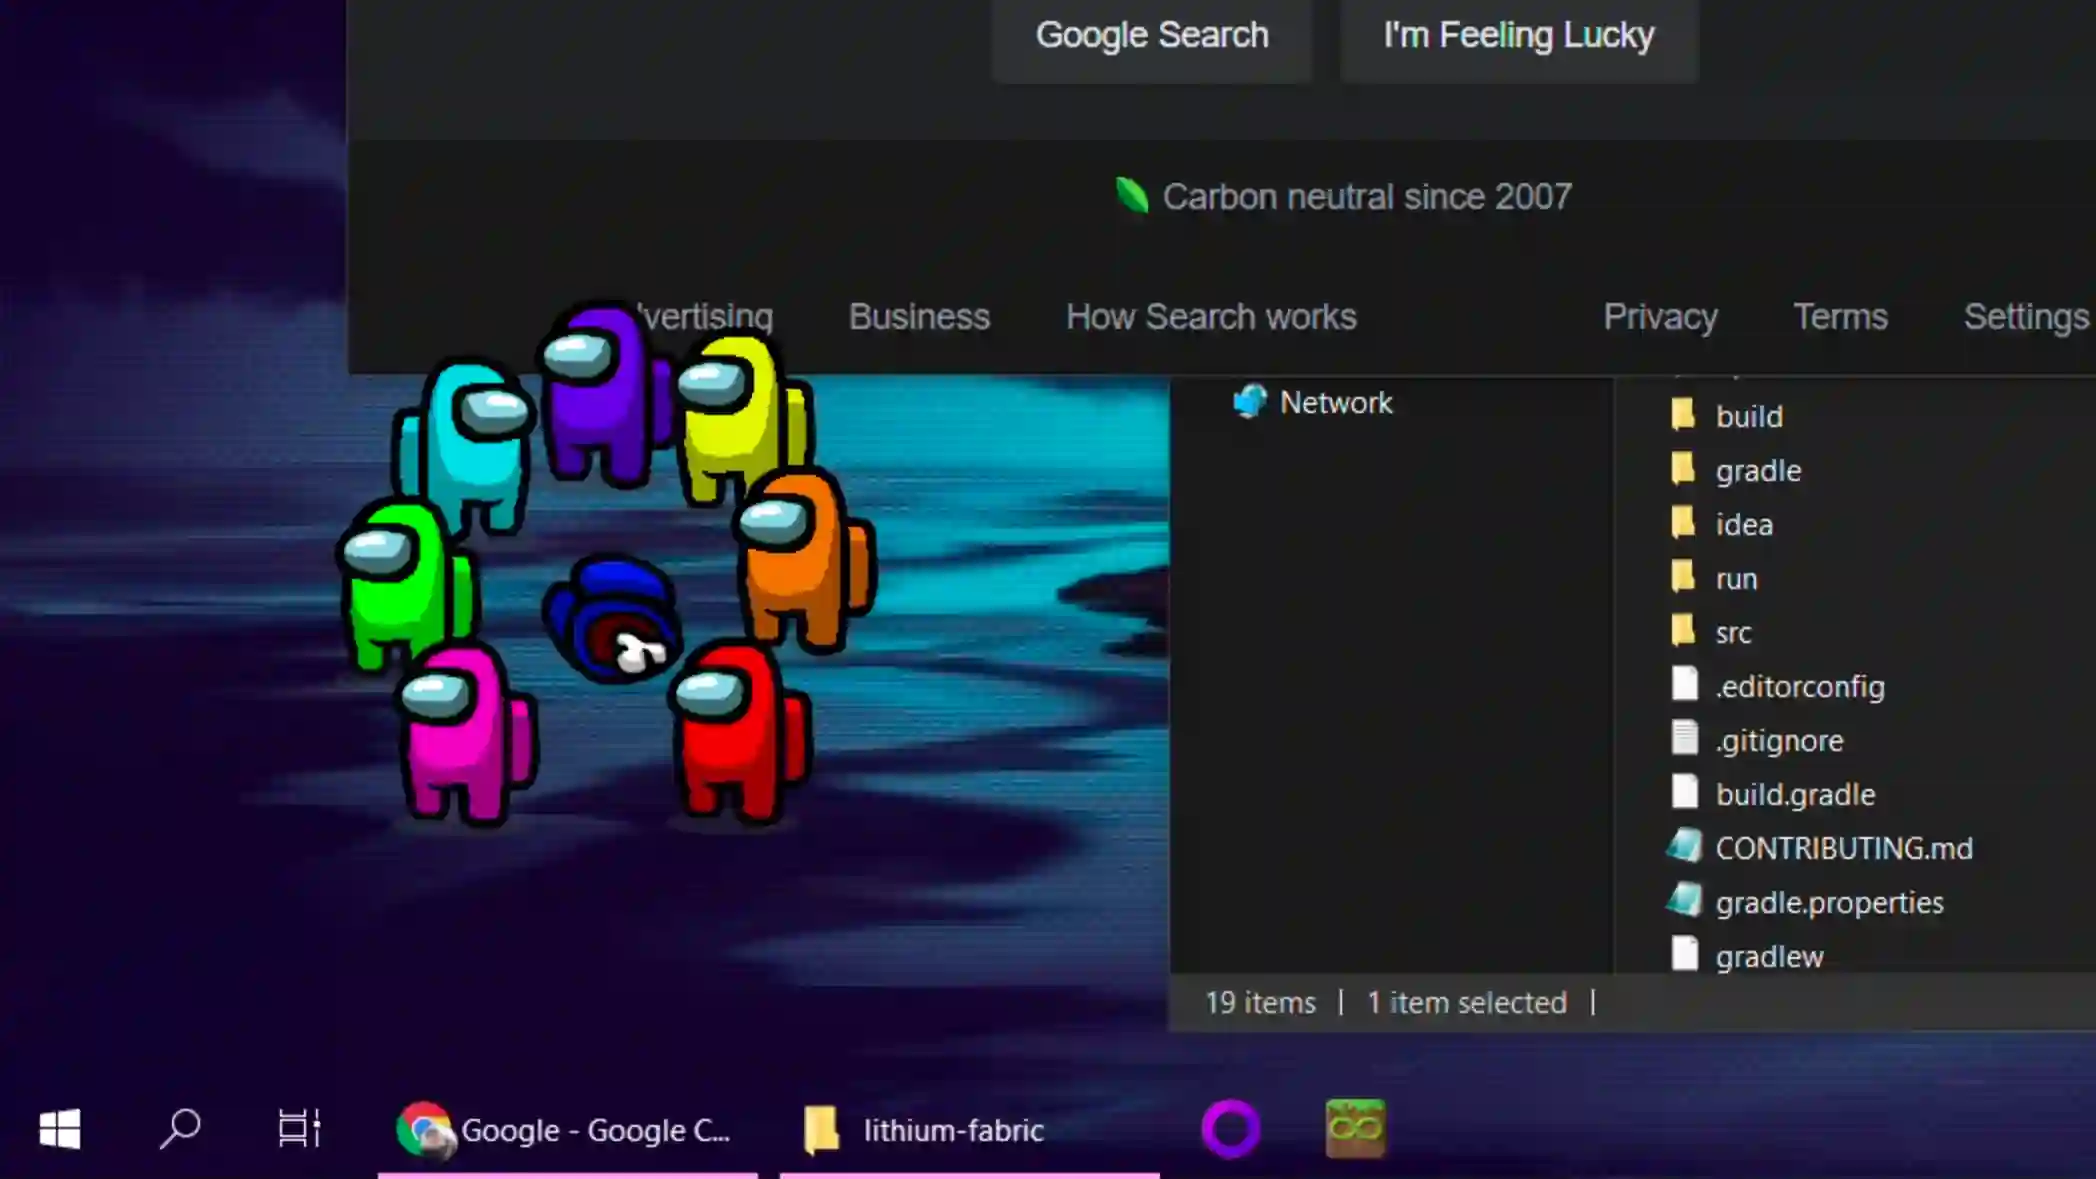 Google Search
I'm Feeling Lucky
Carbon neutral since 2007
vertising
Business
How Search works
Privacy
Terms
Settings
Network
build
gradle
idea
run
src
.editorconfig
.gitignore
build.gradle
CONTRIBUTING.md
gradle.properties
gradlew
19 items | 1 item selected |
Google - Google C...
lithium-fabric